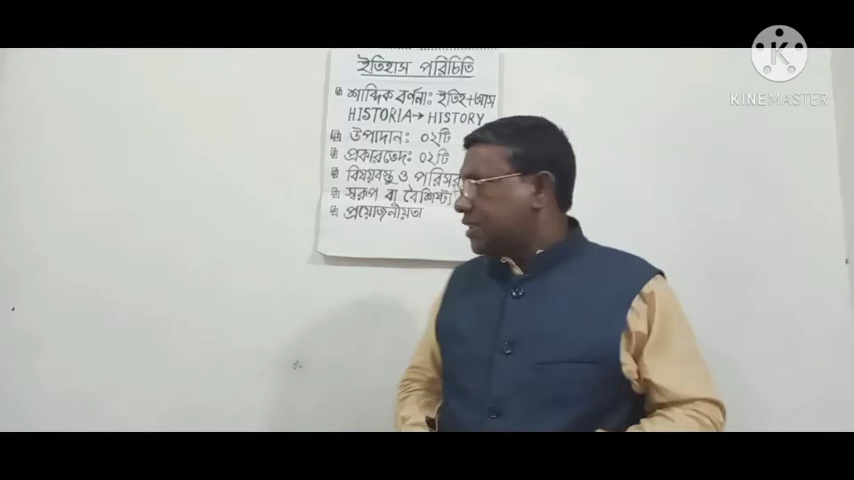 ইতিহাস পরিচিতি
শাব্দিক বর্ণনা: ইতিহ+আস
HISTORIA→HISTORY
উপাদান: ০২টি
প্রকারভেদ: ০২টি
বিষয়বস্তু ও পরিসর
স্বরূপ বা বৈশিষ্ট্য
প্রয়োজনীয়তা
K
KINEMASTER